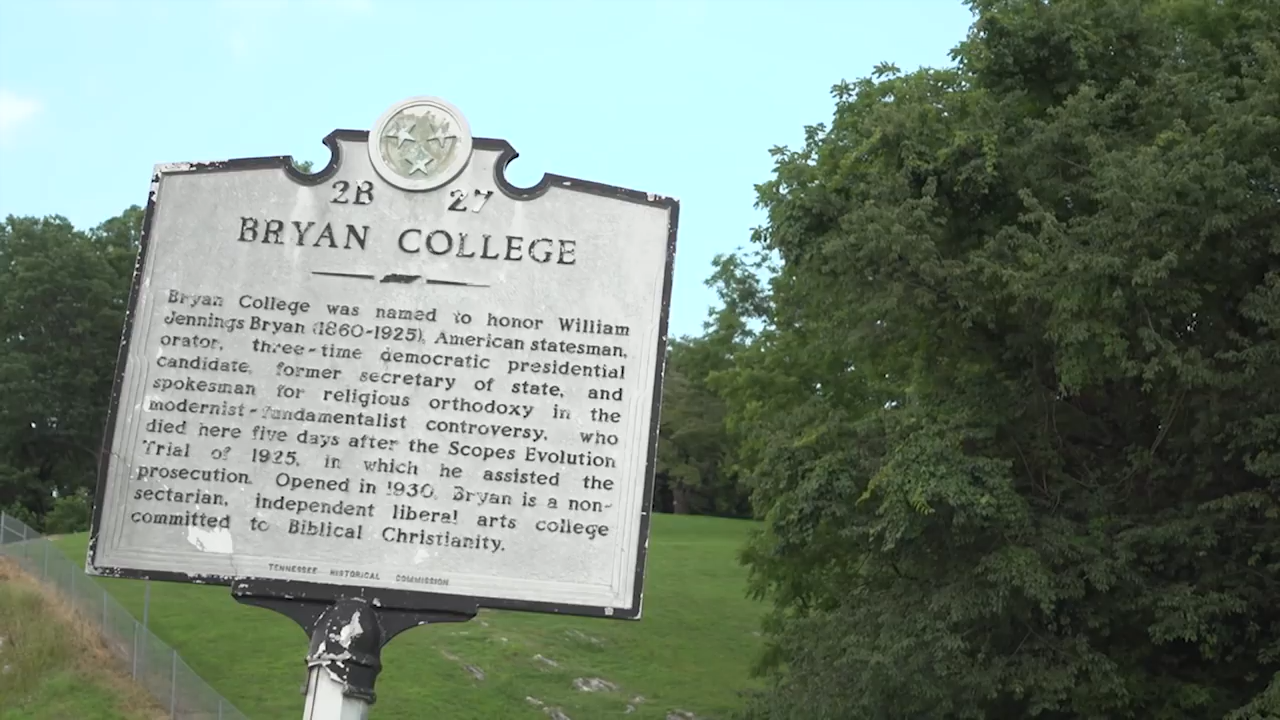 2B 27
BRYAN COLLEGE
Bryan College was named to honor William
Jennings Bryan (1860-1925), American statesman,
orator, three-time democratic presidential
candidate, former secretary of state, and
spokesman for religious orthodoxy in the
modernist-fundamentalist controversy, who
died here five days after the Scopes Evolution
Trial of 1925, in which he assisted the
prosecution. Opened in 1930, Bryan is a non-
sectarian, independent liberal arts college
committed to Biblical Christianity.
TENNESSEE HISTORICAL COMMISSION